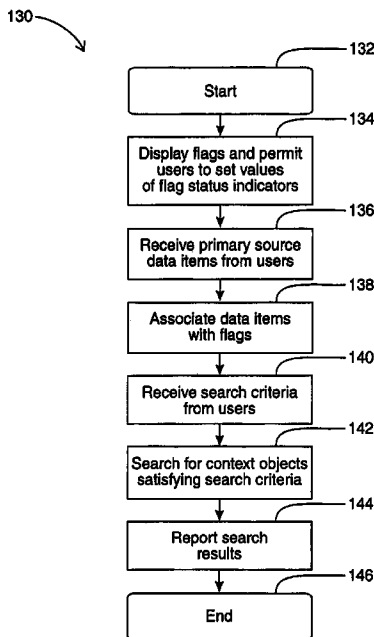 130
132
Start
134
Display flags and permit
users to set values
of flag status indicators
136
Receive primary source
data items from users
138
Associate data items
with flags
140
Receive search criteria
from users
142
Search for context objects
satisfying search criteria
144
Report search
results
146
End